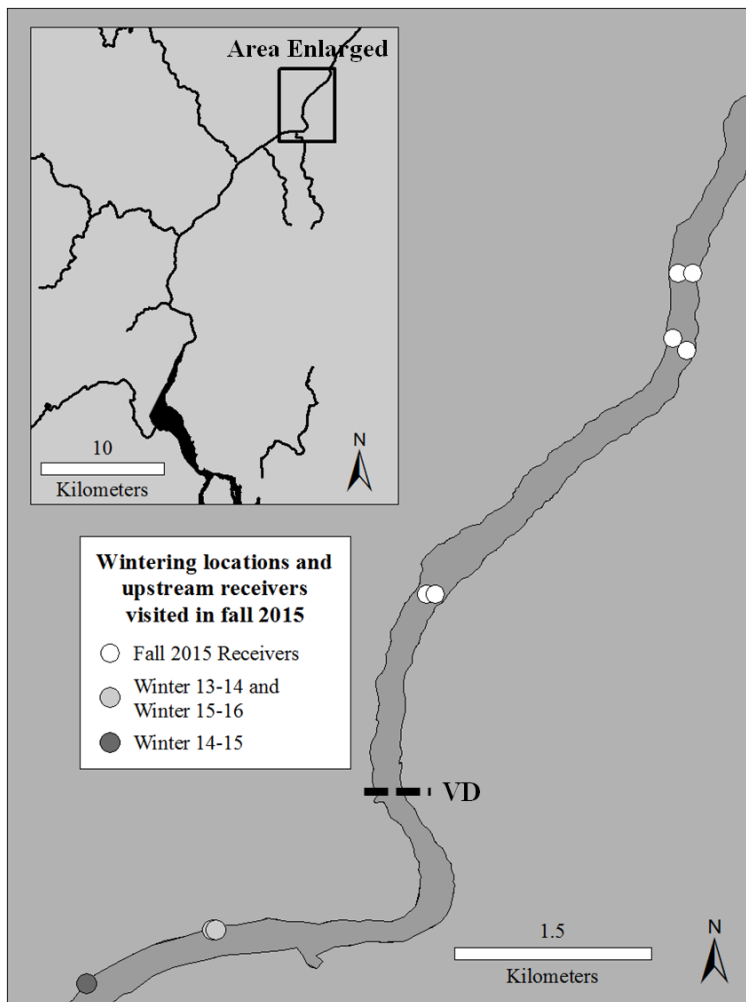 Area Enlarged
10
Kilometers
N
Wintering locations and
upstream receivers
visited in fall 2015
Fall 2015 Receivers
Winter 13-14 and
Winter 15-16
Winter 14-15
VD
1.5
Kilometers
N